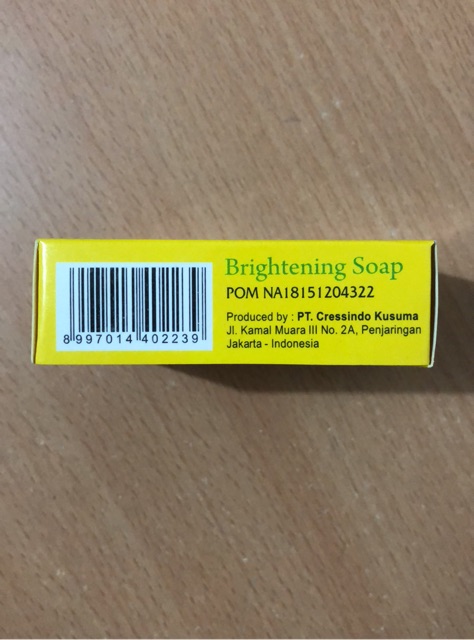 8 997014 402239
Brightening Soap
POM NA18151204322
Produced by : PT. Cressindo Kusuma
Jl. Kamal Muara III No. 2A, Penjaringan
Jakarta - Indonesia